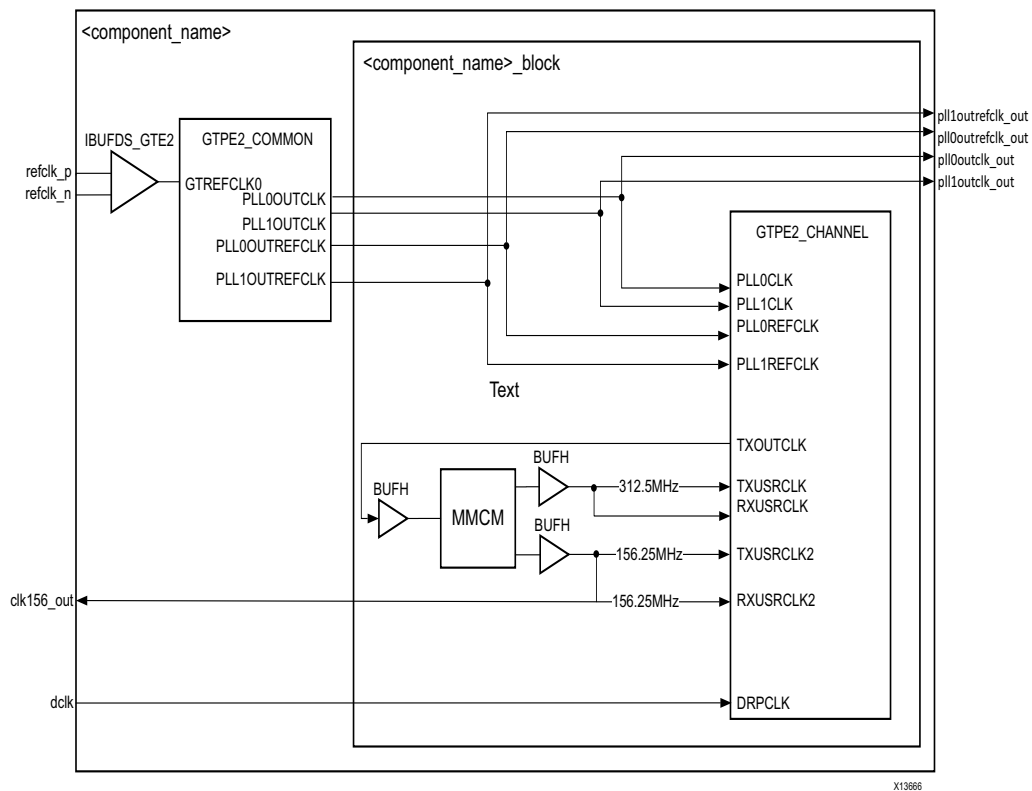 <component_name>
<component_name>_block
pll1outrefclk_out
pll0outrefclk_out
pll0outclk_out
pll1outclk_out
IBUFDS_GTE2
GTPE2_COMMON
refclk_p
refclk_n
GTREFCLK0
PLL0OUTCLK
PLL1OUTCLK
PLL0OUTREFCLK
PLL1OUTREFCLK
GTPE2_CHANNEL
PLL0CLK
PLL1CLK
PLL0REFCLK
PLL1REFCLK
Text
TXOUTCLK
BUFH
BUFH
MMCM
312.5MHz
TXUSRCLK
RXUSRCLK
BUFH
156.25MHz
TXUSRCLK2
clk156_out
156.25MHz
RXUSRCLK2
dclk
DRPCLK
X13666